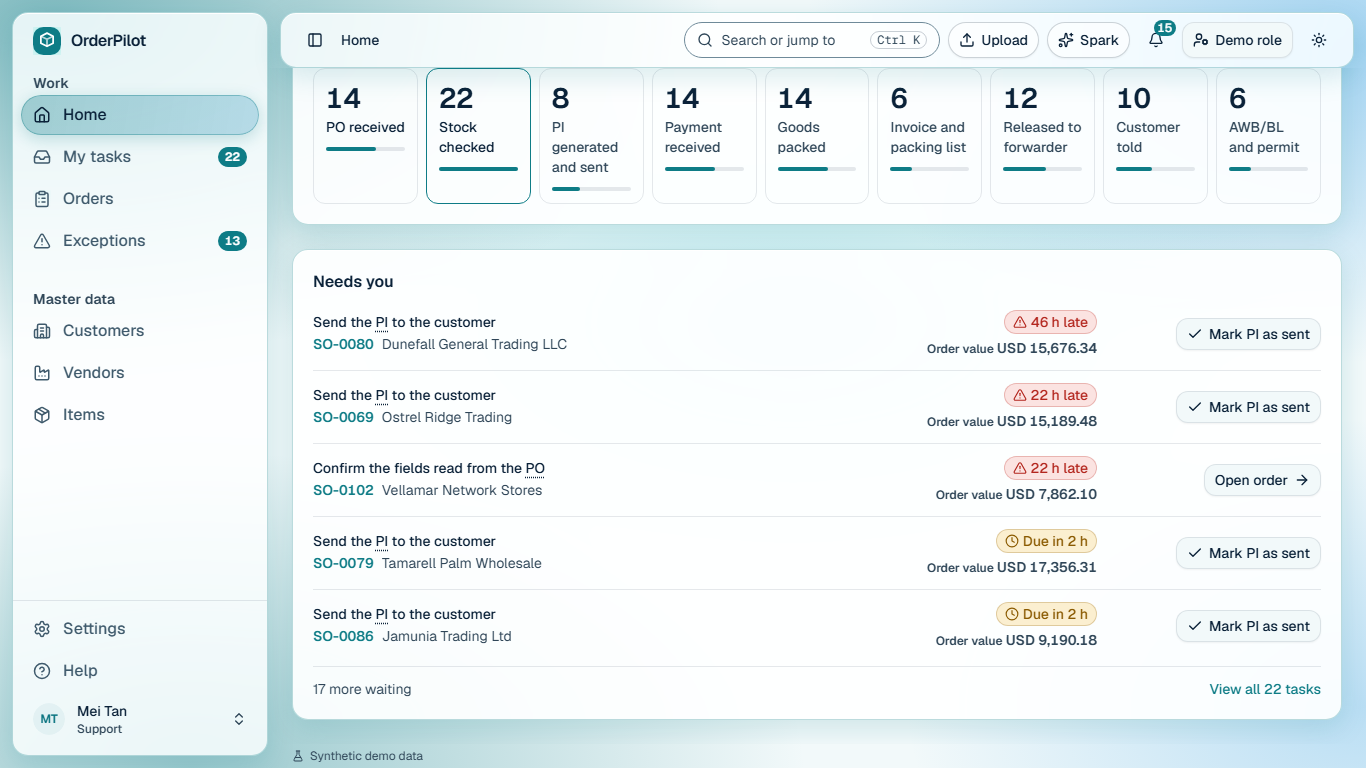 OrderPilot
Work
Home
My tasks 22
Orders
Exceptions 13
Master data
Customers
Vendors
Items
Settings
Help
MT
Mei Tan
Support
Home
Search or jump to Ctrl K
Upload
Spark
15
Demo role
14
PO received
22
Stock
checked
8
PI
generated
and sent
14
Payment
received
14
Goods
packed
6
Invoice and
packing list
12
Released to
forwarder
10
Customer
told
6
AWB/BL
and permit
Needs you
Send the PI to the customer
SO-0080 Dunefall General Trading LLC
46 h late
Order value USD 15,676.34
Mark PI as sent
Send the PI to the customer
SO-0069 Ostrel Ridge Trading
22 h late
Order value USD 15,189.48
Mark PI as sent
Confirm the fields read from the PO
SO-0102 Vellamar Network Stores
22 h late
Order value USD 7,862.10
Open order
Send the PI to the customer
SO-0079 Tamarell Palm Wholesale
Due in 2 h
Order value USD 17,356.31
Mark PI as sent
Send the PI to the customer
SO-0086 Jamunia Trading Ltd
Due in 2 h
Order value USD 9,190.18
Mark PI as sent
17 more waiting
View all 22 tasks
Synthetic demo data